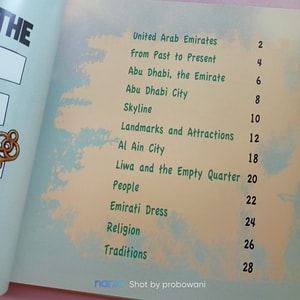 THE
United Arab Emirates 2
From Past to Present 4
Abu Dhabi, the Emirate 6
Abu Dhabi City 8
Skyline 10
Landmarks and Attractions 12
Al Ain City 18
Liwa and the Empty Quarter 20
People 22
Emirati Dress 24
Religion 26
Traditions 28
Shot by probowani